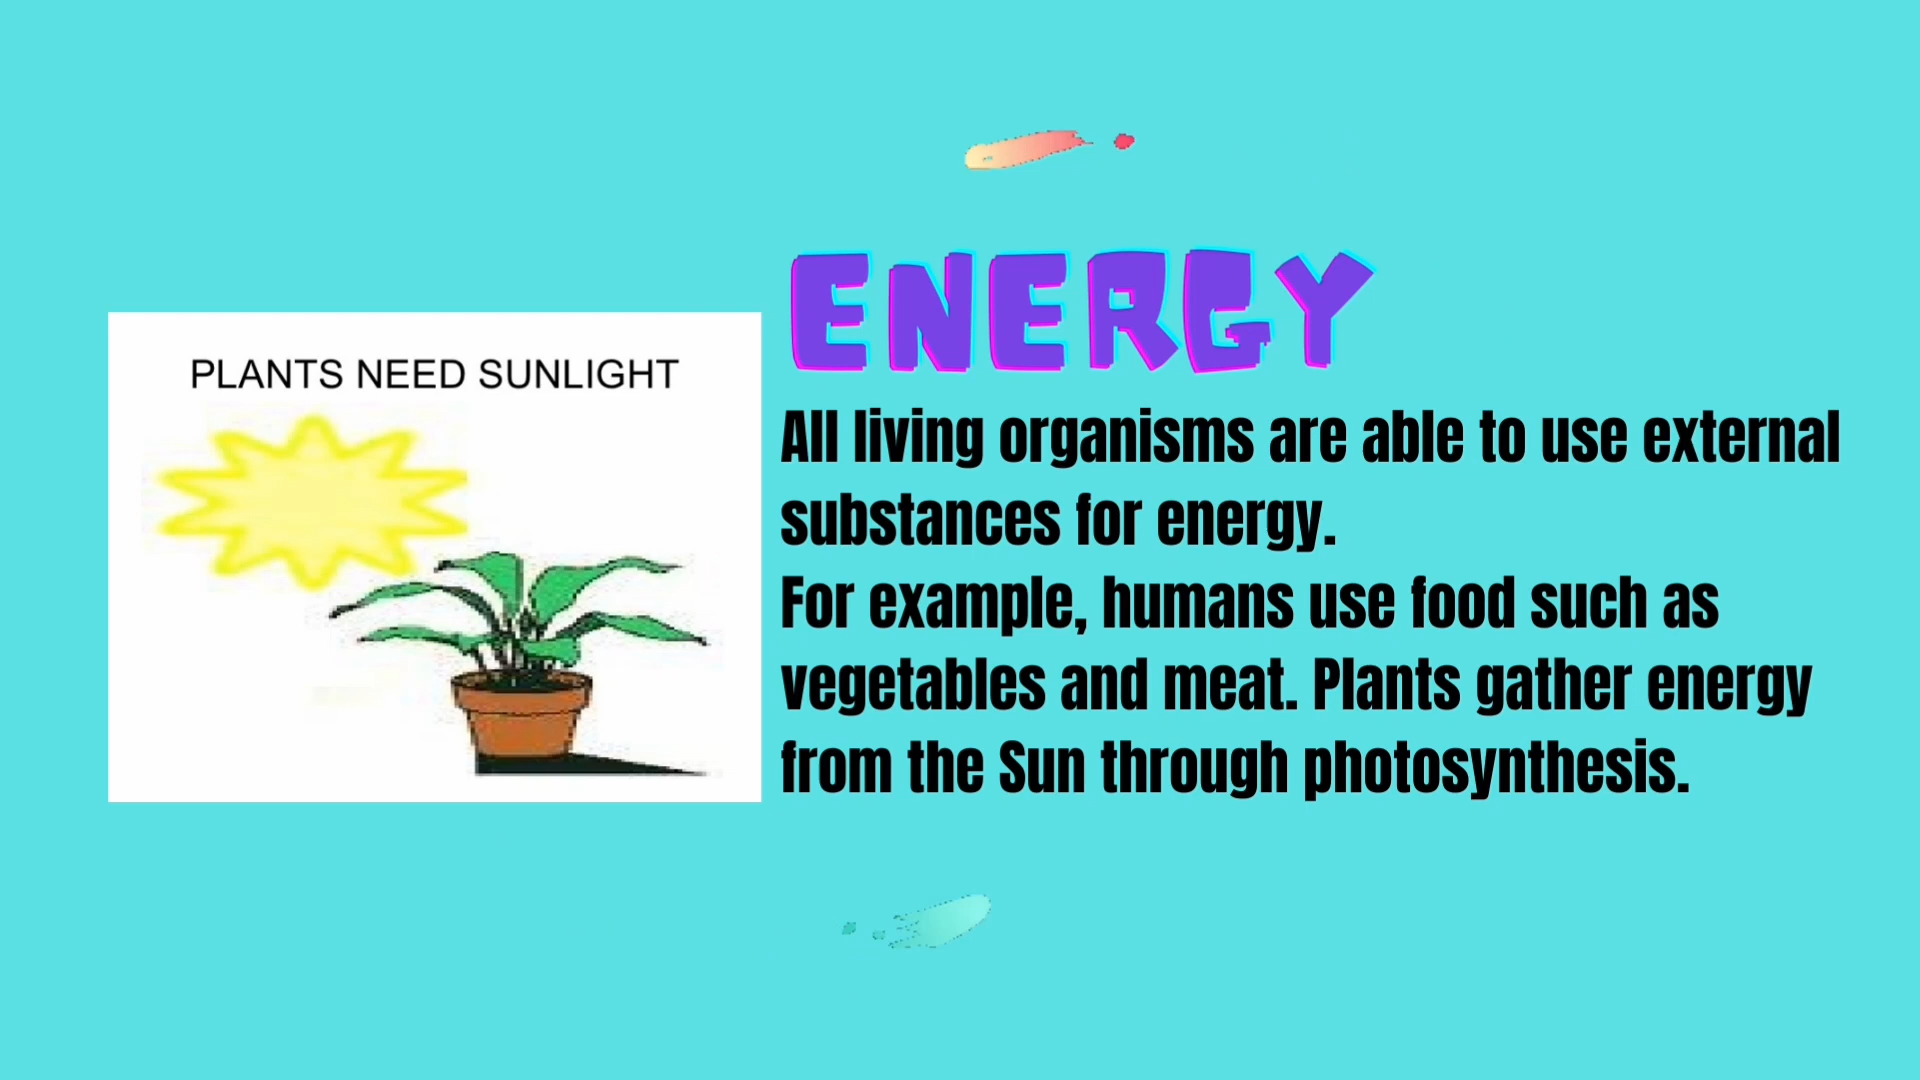 PLANTS NEED SUNLIGHT
ENERGY
All living organisms are able to use external
substances for energy.
For example, humans use food such as
vegetables and meat. Plants gather energy
from the Sun through photosynthesis.